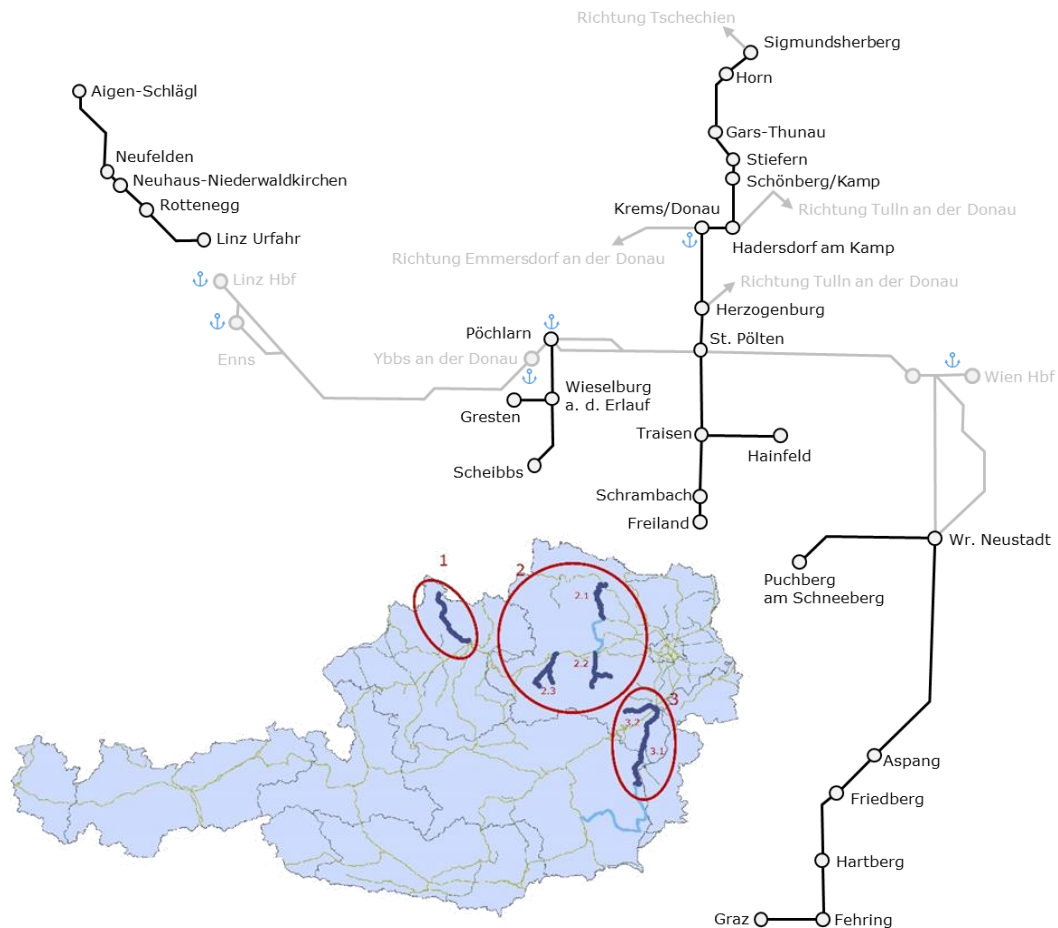 Richtung Tschechien
Sigmundsherberg
Horn
Aigen-Schlägl
Gars-Thunau
Neufelden
Stiefern
Neuhaus-Niederwaldkirchen
Schönberg/Kamp
Rottenegg
Krems/Donau
Richtung Tulln an der Donau
Linz Urfahr
Hadersdorf am Kamp
Richtung Emmersdorf an der Donau
Linz Hbf
Richtung Tulln an der Donau
Herzogenburg
Pöchlarn
St. Pölten
Enns
Ybbs an der Donau
Wien Hbf
Wieselburg
a. d. Erlauf
Gresten
Traisen
Hainfeld
Scheibbs
Schrambach
Freiland
Wr. Neustadt
Puchberg
am Schneeberg
1
2
2.1
2.2
2.3
3
3.2
3.1
Aspang
Friedberg
Hartberg
Graz
Fehring